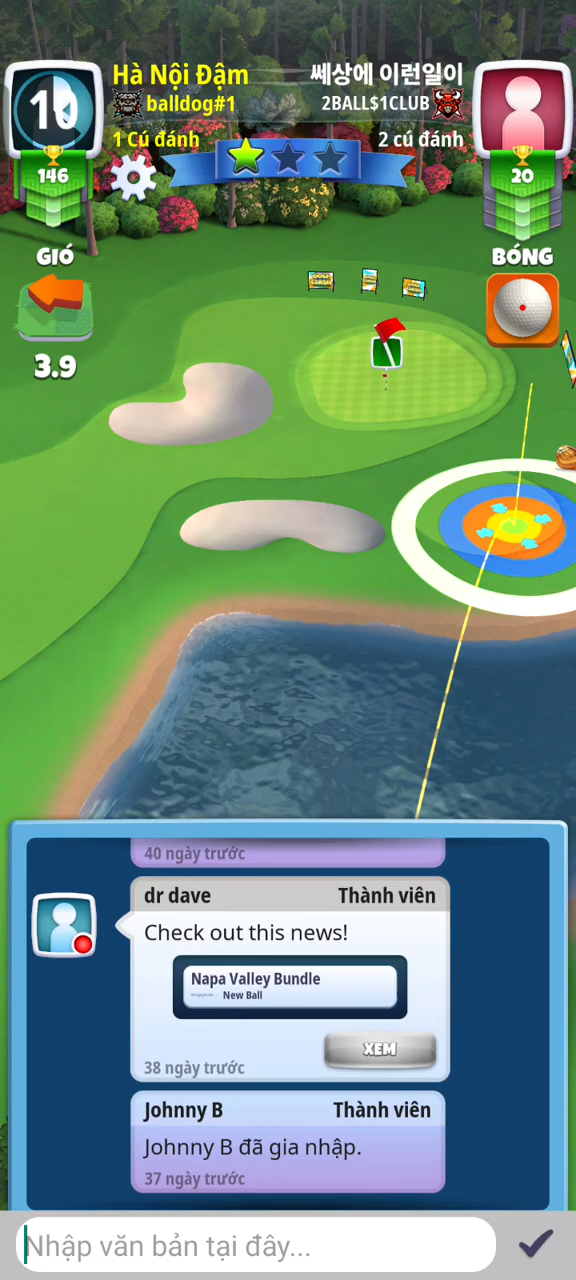 Hà Nội Đậm
쎄상에 이런일이
10
balldog#1
2BALL$1CLUB
1 Cú đánh
2 cú đánh
146
20
GIÓ
BÓNG
3.9
40 ngày trước
dr dave
Thành viên
Check out this news!
Napa Valley Bundle
New Ball
XEM
38 ngày trước
Johnny B
Thành viên
Johnny B đã gia nhập.
37 ngày trước
Nhập văn bản tại đây...